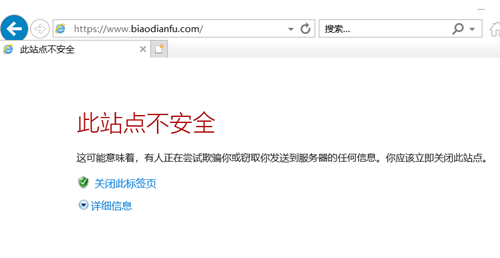 https://www.biaodianfu.com/
搜索...
此站点不安全
此站点不安全
这可能意味着，有人正在尝试欺骗你或窃取你发送到服务器的任何信息。你应该立即关闭此站点。
关闭此标签页
详细信息